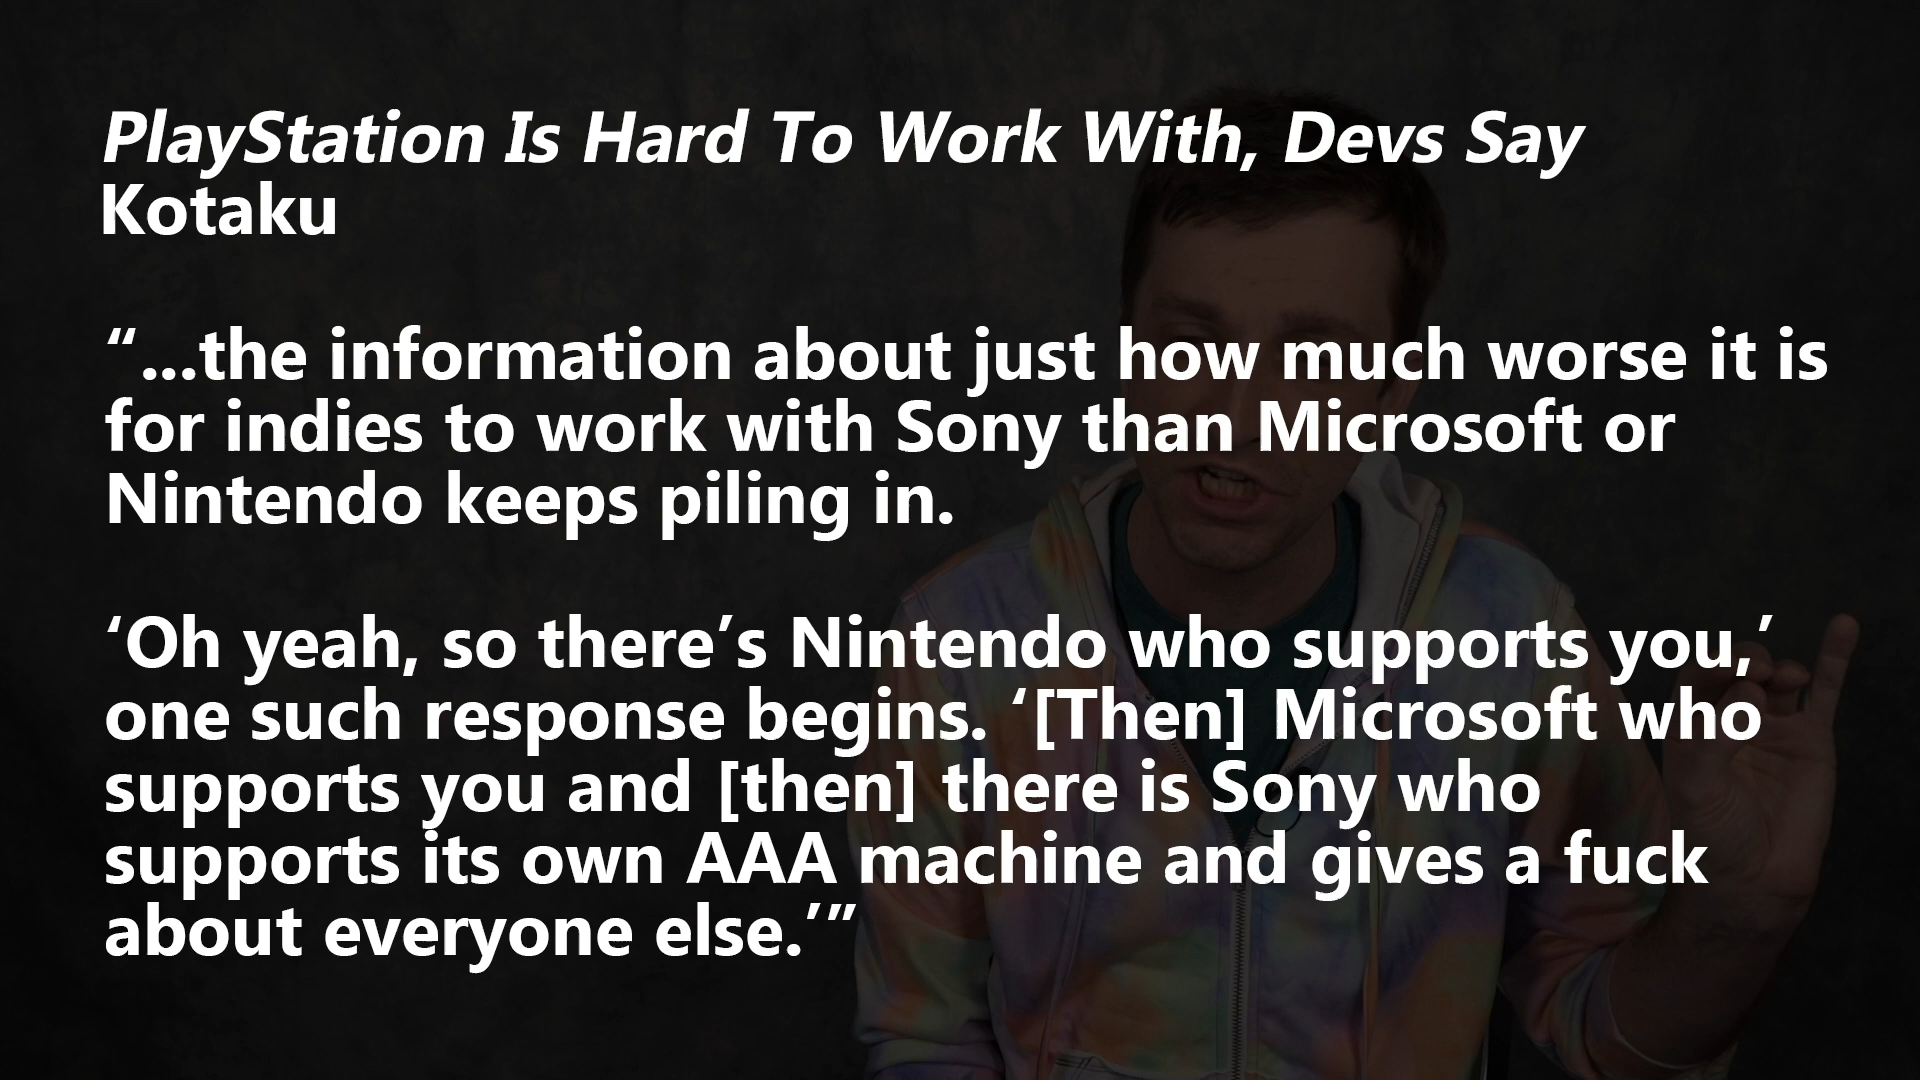 PlayStation Is Hard To Work With, Devs Say
Kotaku
“...the information about just how much worse it is
for indies to work with Sony than Microsoft or
Nintendo keeps piling in.
‘Oh yeah, so there’s Nintendo who supports you,’
one such response begins. ‘[Then] Microsoft who
supports you and [then] there is Sony who
supports its own AAA machine and gives a fuck
about everyone else.’”